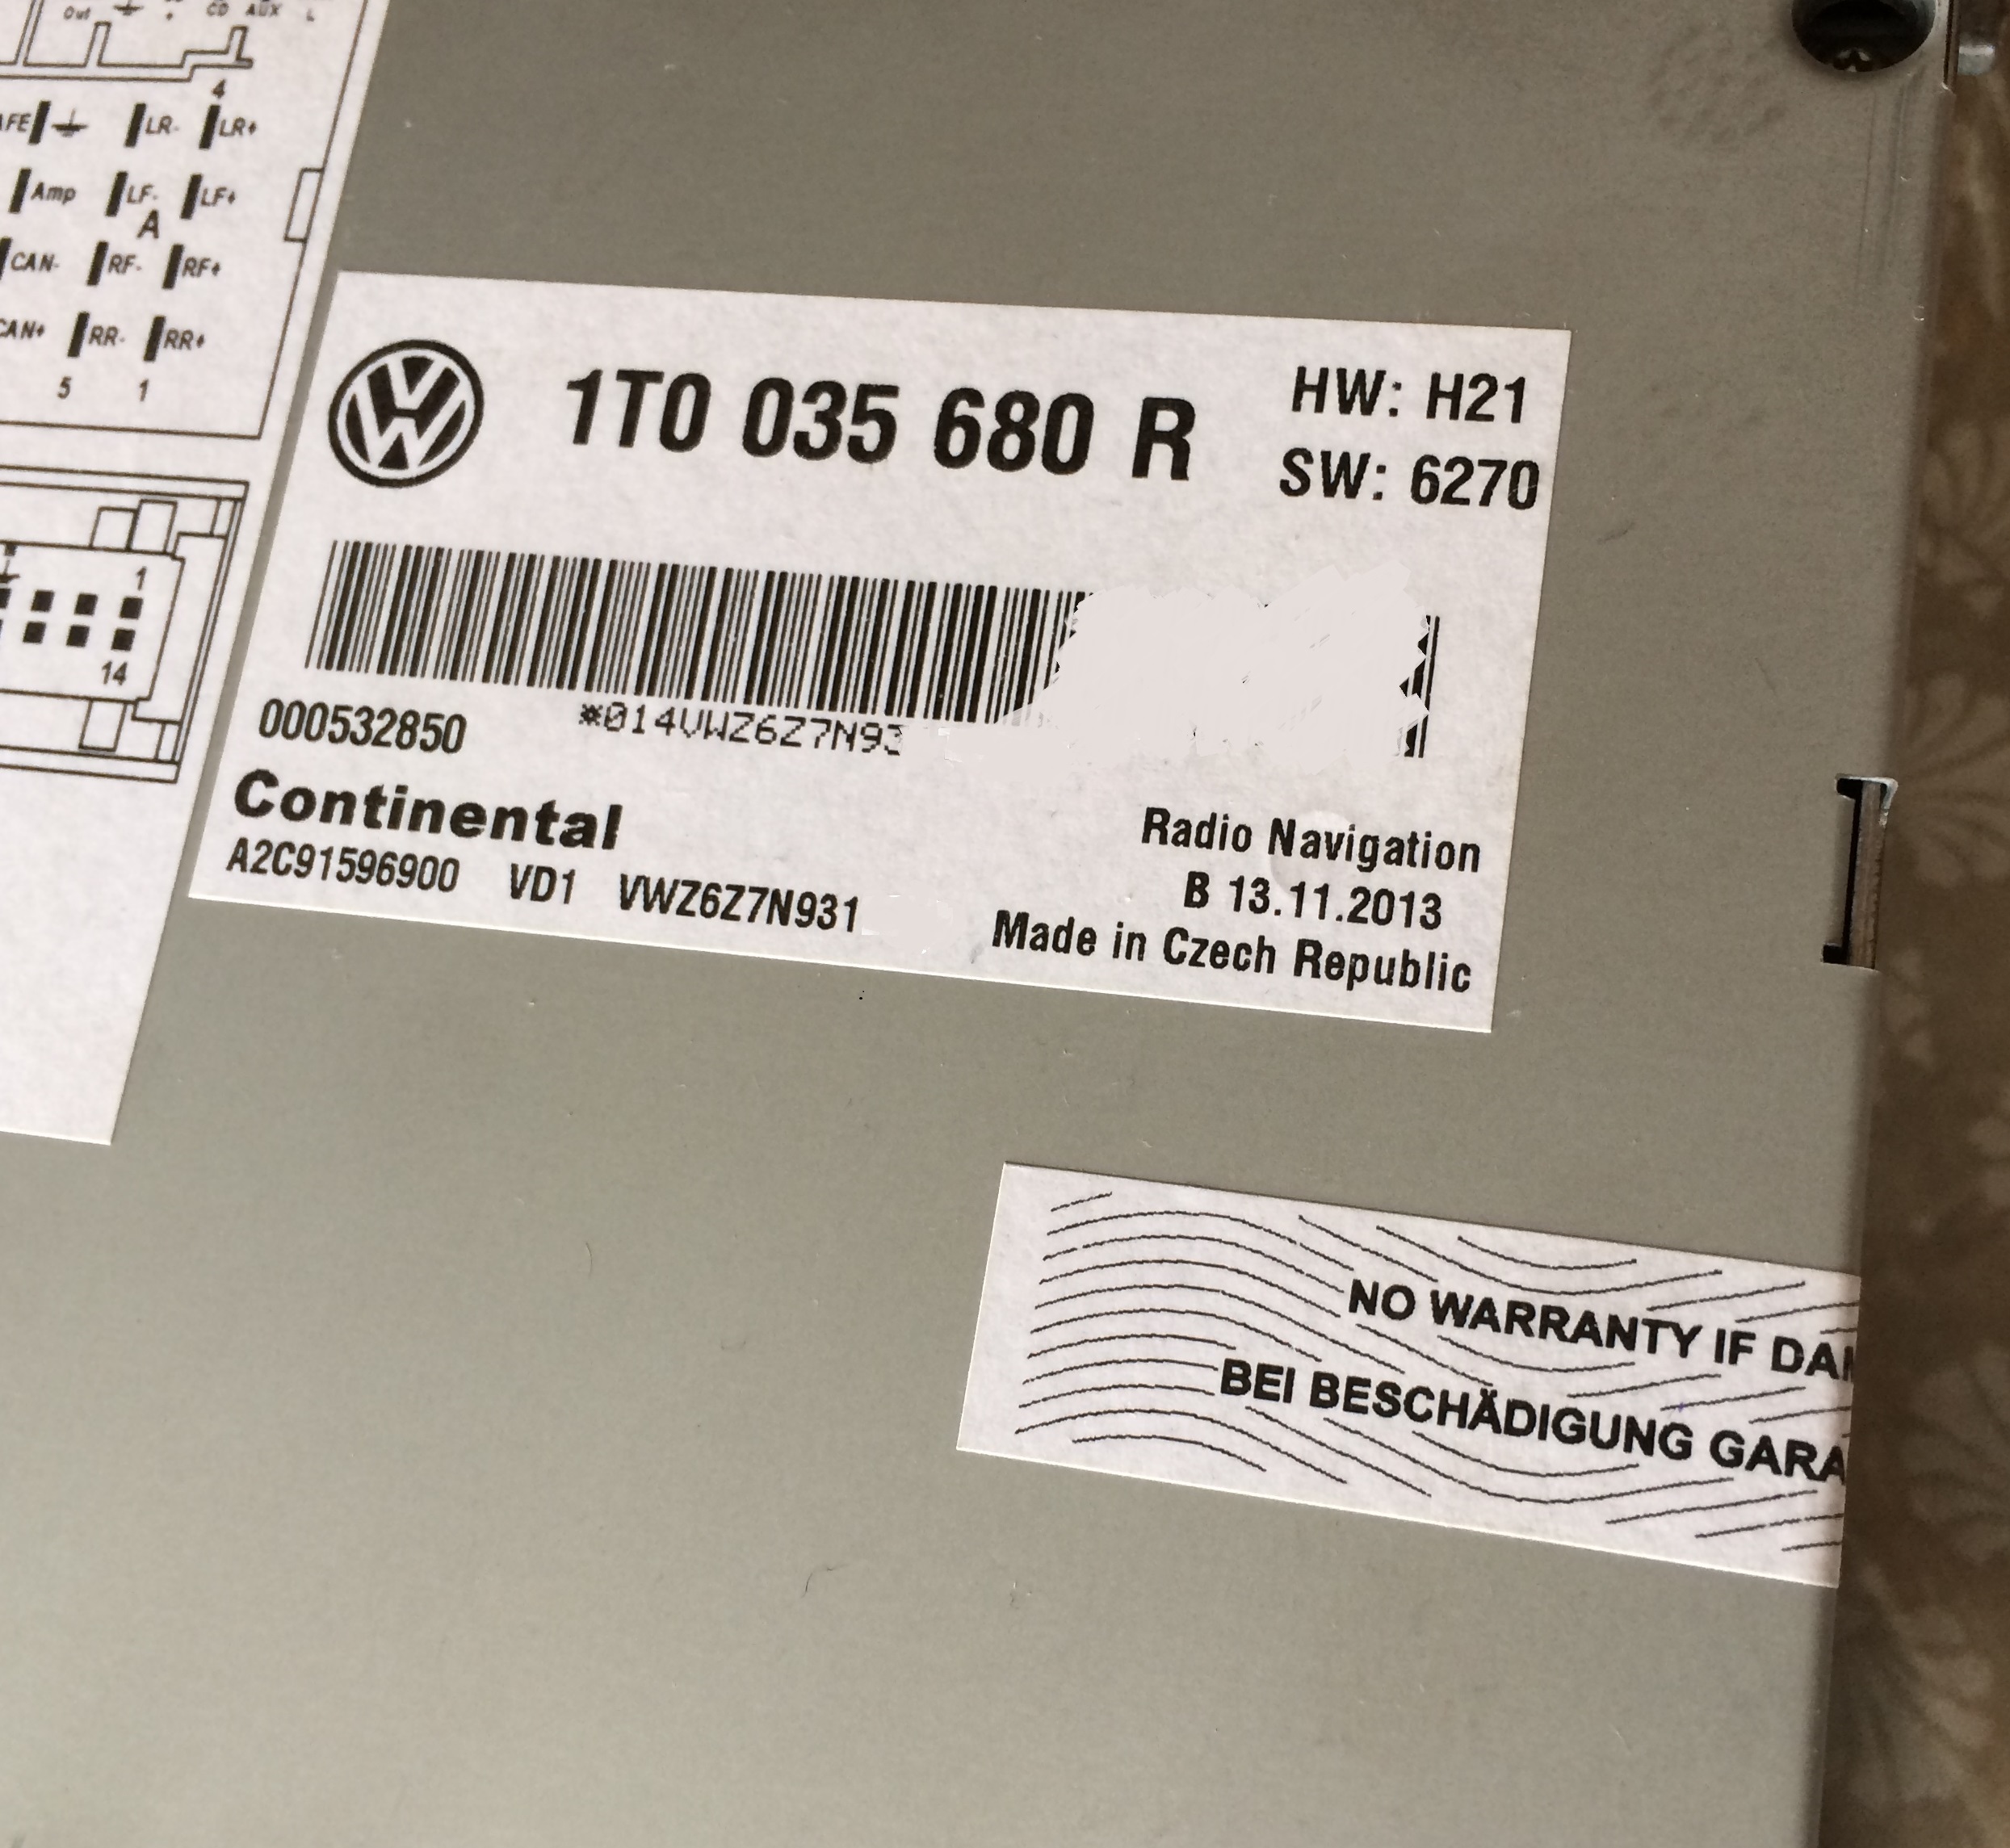 Out CD AUX L
4
LR- LR+
Amp LF- LF+
A
CAN- RF- RF+
CAN+ RR- RR+
5 1
1
14
1T0 035 680 R
HW: H21
SW: 6270
000532850
*014VWZ6Z7N93
Continental
A2C91596900 VD1 VWZ6Z7N931
Radio Navigation
B 13.11.2013
Made in Czech Republic
NO WARRANTY IF DAM
BEI BESCHÄDIGUNG GARA